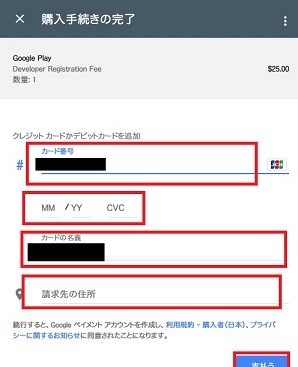 購入手続きの完了
Google Play
Developer Registration Fee
$25.00
数量: 1
クレジット カードかデビットカードを追加
カード番号
# JCB
MM / YY CVC
カードの名義
請求先の住所
続行すると、Google ペイメント アカウントを作成し、利用規約 - 購入者(日本)、プライバ
シーに関するお知らせに同意されたことになります。
支払う